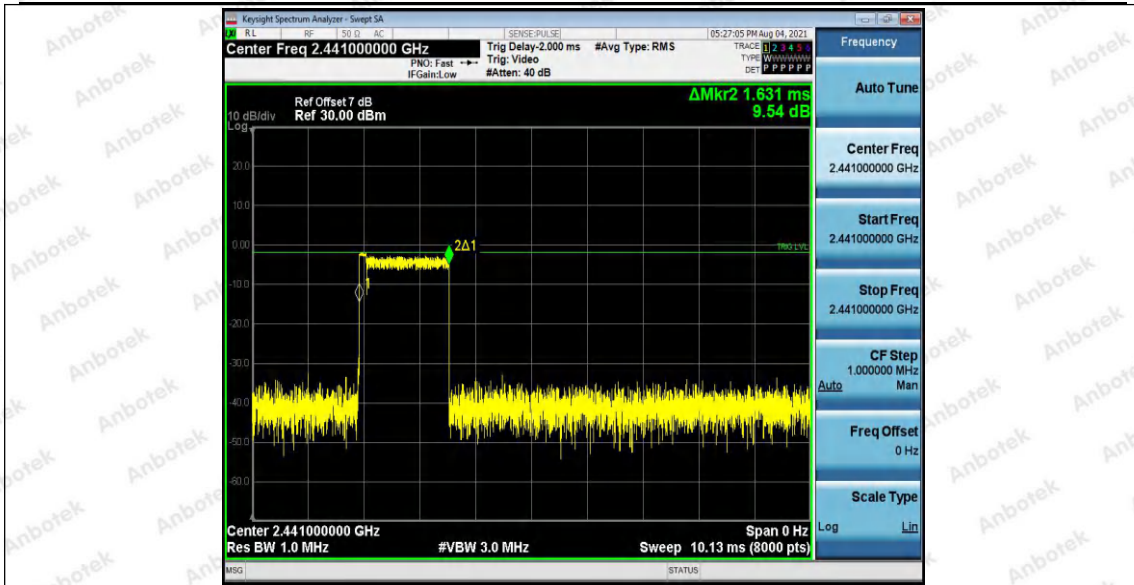 Keysight Spectrum Analyzer - Swept SA
LXI RL RF 50 Ω AC SENSE:PULSE 05:27:05 PM Aug 04, 2021
Center Freq 2.441000000 GHz
PNO: Fast
IFGain:Low
Trig Delay-2.000 ms
Trig: Video
#Atten: 40 dB
#Avg Type: RMS
TRACE 1 2 3 4 5 6
TYPE WWWWWW
DET P P P P P P
ΔMkr2 1.631 ms
9.54 dB
Ref Offset 7 dB
10 dB/div Ref 30.00 dBm
Log
20.0
10.0
0.00
-10.0
-20.0
-30.0
-40.0
-50.0
-60.0
2Δ1
TRIG LVL
Center 2.441000000 GHz Span 0 Hz
Res BW 1.0 MHz #VBW 3.0 MHz Sweep 10.13 ms (8000 pts)
MSG STATUS
Frequency
Auto Tune
Center Freq
2.441000000 GHz
Start Freq
2.441000000 GHz
Stop Freq
2.441000000 GHz
CF Step
1.000000 MHz
Auto Man
Freq Offset
0 Hz
Scale Type
Log Lin
Anbotek